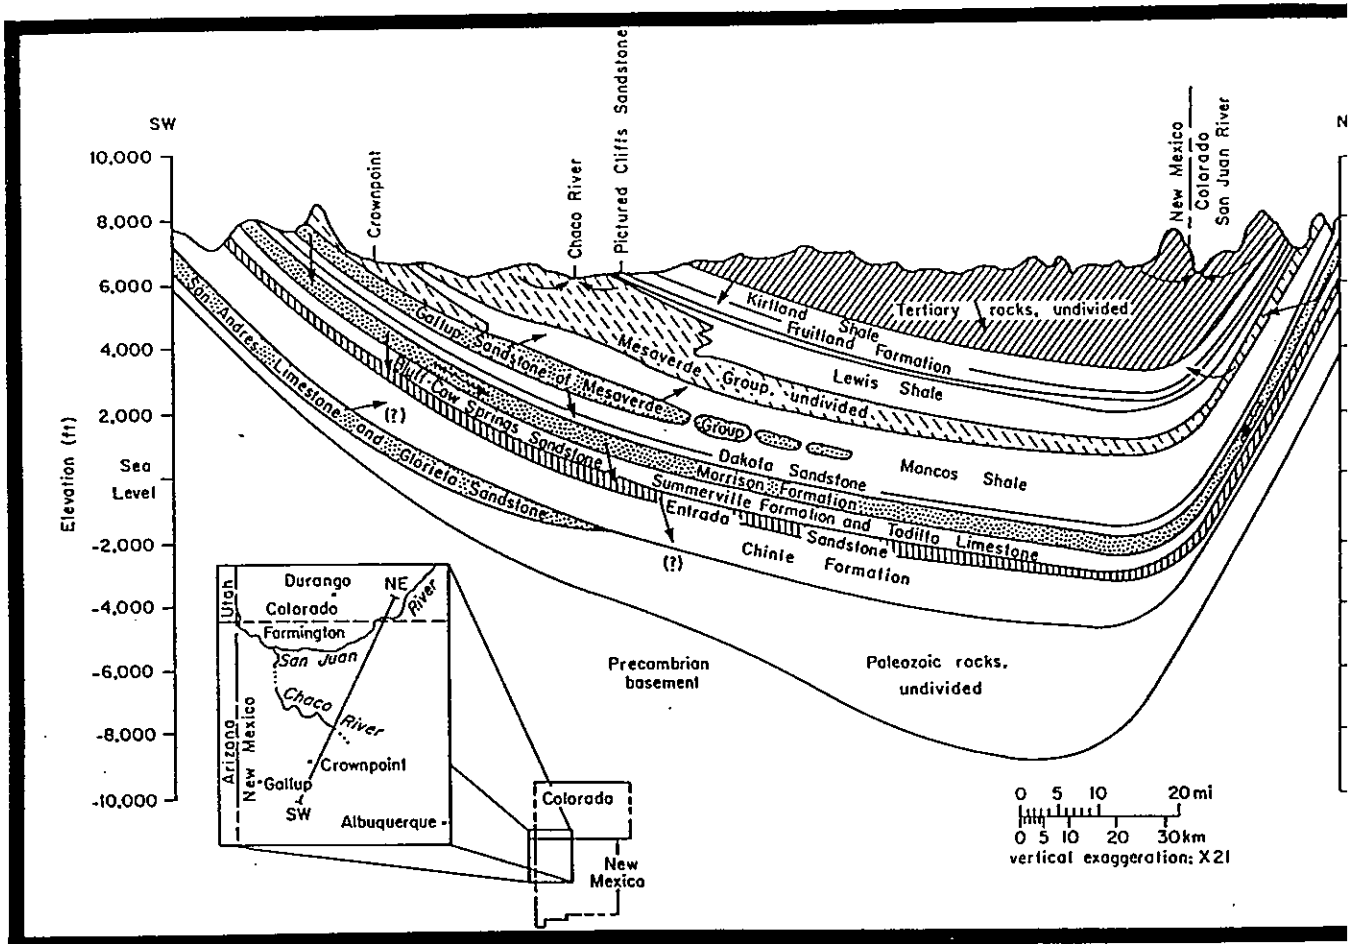 SW
N
10,000
8,000
6,000
4,000
2,000
Sea
Level
-2,000
-4,000
-6,000
-8,000
-10,000
Elevation (ft)
Crownpoint
Chaco River
Pictured Cliffs Sandstone
New Mexico
Colorado
San Juan River
Kirtland Shale
Fruitland Formation
Tertiary rocks, undivided
Lewis Shale
Mesaverde Group, undivided
Gallup Sandstone of Mesaverde Group
Mancos Shale
Dakota Sandstone
Morrison Formation
Bluff-Cow Springs Sandstone
Summerville Formation and Todilto Limestone
Entrada Sandstone
Chinle Formation
San Andres Limestone and Glorieta Sandstone
(?)
(?)
Precambrian
basement
Paleozoic rocks,
undivided
Utah
Durango
NE
Colorado
River
Farmington
San Juan
Chaco River
Arizona
New Mexico
Crownpoint
Gallup
SW
Albuquerque
Colorado
New
Mexico
0 5 10 20 mi
0 5 10 20 30 km
vertical exaggeration: X21